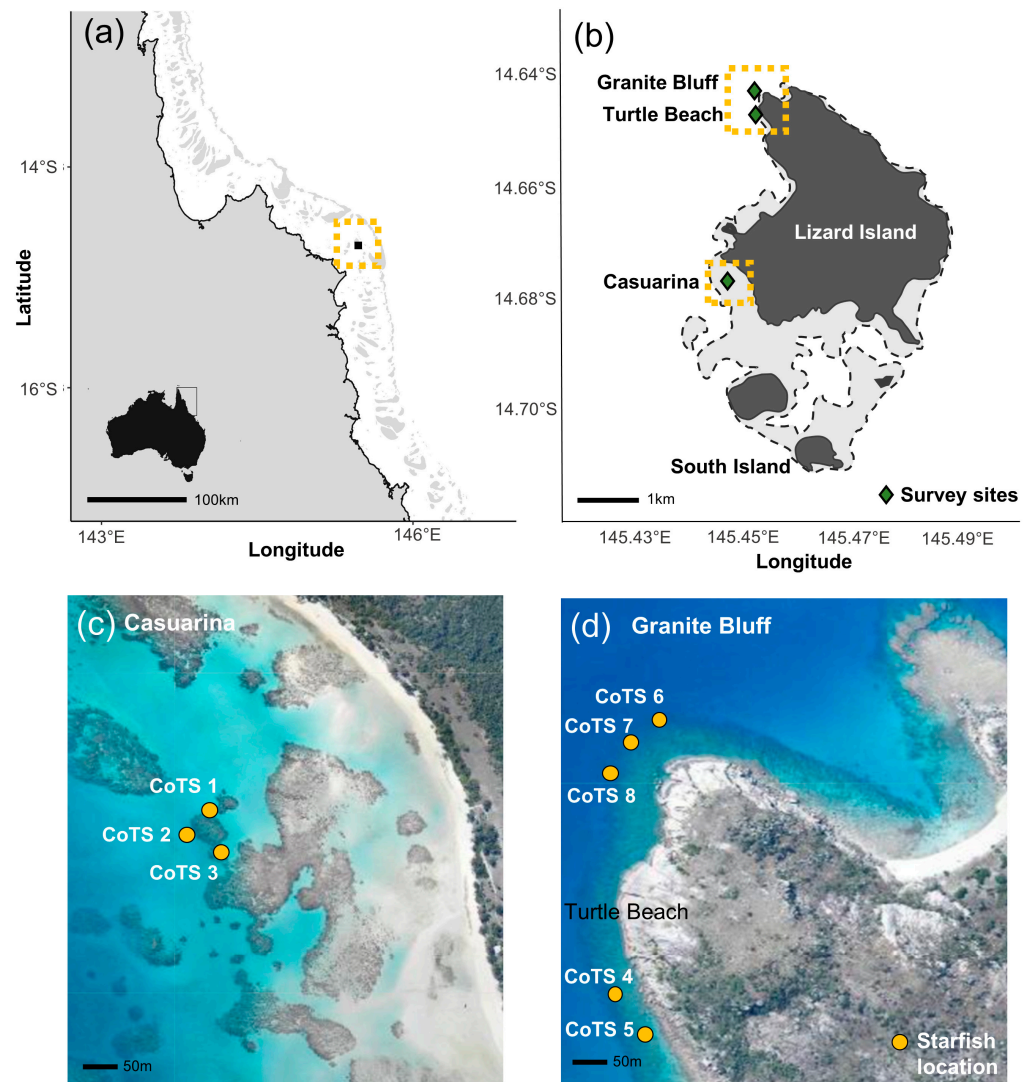 (a)
14°S
16°S
Latitude
100km
143°E
146°E
Longitude
(b)
14.64°S
14.66°S
14.68°S
14.70°S
Granite Bluff
Turtle Beach
Lizard Island
Casuarina
South Island
Survey sites
1km
145.43°E
145.45°E
145.47°E
145.49°E
Longitude
(c) Casuarina
CoTS 1
CoTS 2
CoTS 3
50m
(d) Granite Bluff
CoTS 6
CoTS 7
CoTS 8
Turtle Beach
CoTS 4
CoTS 5
Starfish
location
50m